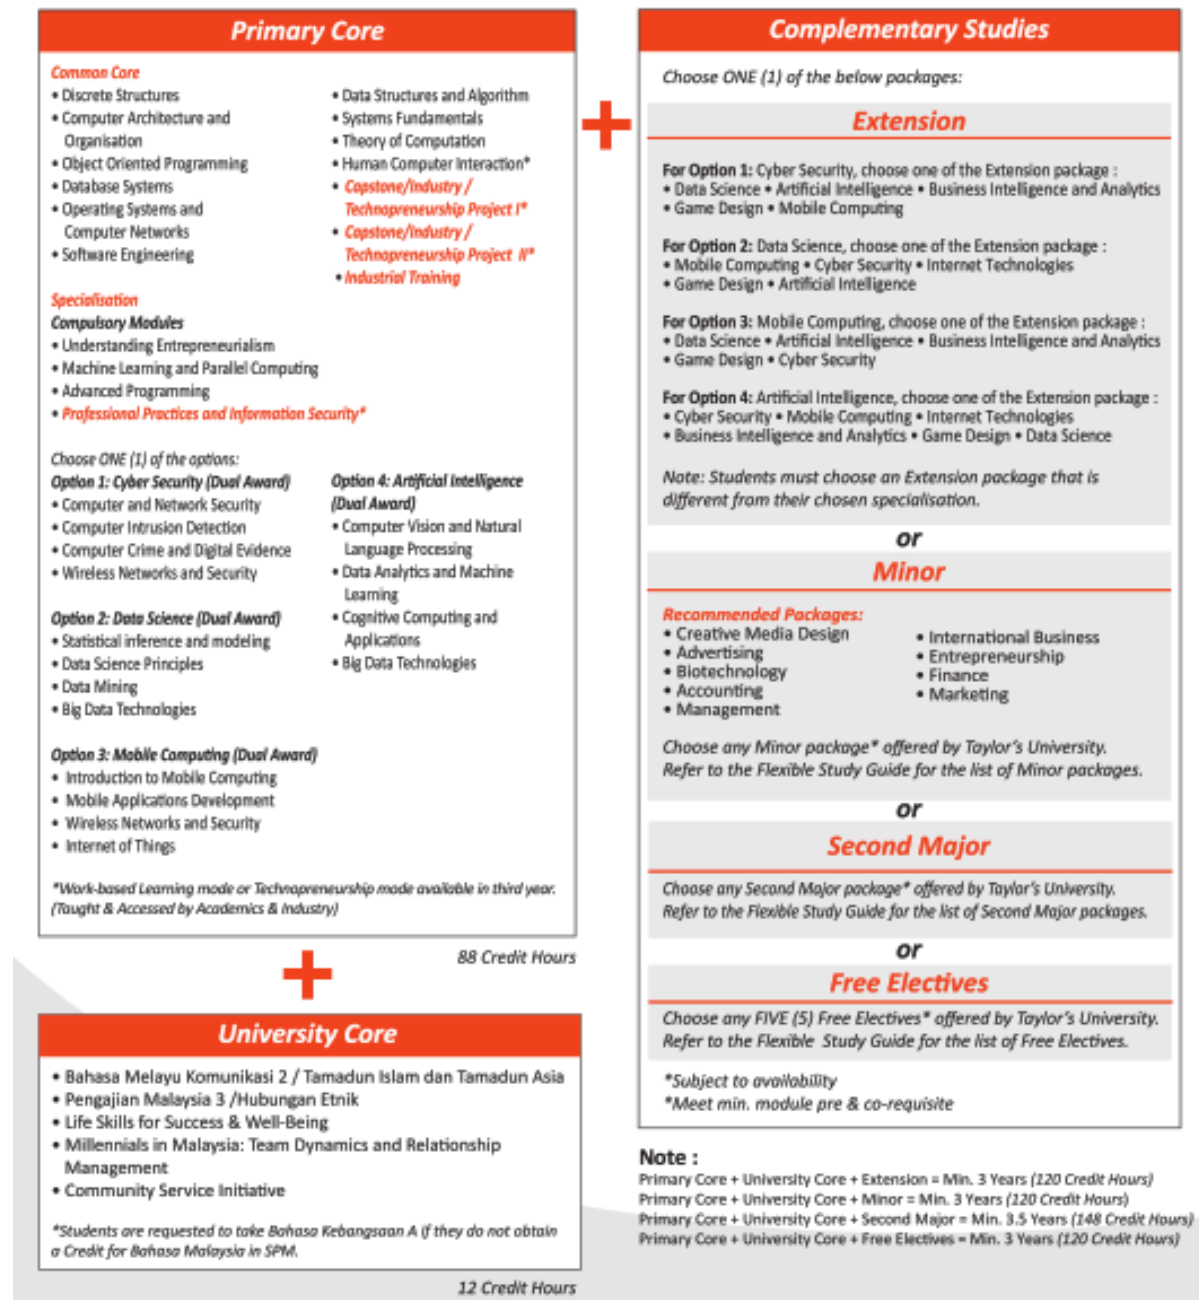 Primary Core
Common Core
• Discrete Structures
• Computer Architecture and
Organisation
• Object Oriented Programming
• Database Systems
• Operating Systems and
Computer Networks
• Software Engineering
• Data Structures and Algorithm
• Systems Fundamentals
• Theory of Computation
• Human Computer Interaction*
• Capstone/Industry /
Technopreneurship Project I*
• Capstone/Industry /
Technopreneurship Project II*
• Industrial Training
Specialisation
Compulsory Modules
• Understanding Entrepreneurialism
• Machine Learning and Parallel Computing
• Advanced Programming
• Professional Practices and Information Security*
Choose ONE (1) of the options:
Option 1: Cyber Security (Dual Award)
• Computer and Network Security
• Computer Intrusion Detection
• Computer Crime and Digital Evidence
• Wireless Networks and Security
Option 2: Data Science (Dual Award)
• Statistical inference and modeling
• Data Science Principles
• Data Mining
• Big Data Technologies
Option 3: Mobile Computing (Dual Award)
• Introduction to Mobile Computing
• Mobile Applications Development
• Wireless Networks and Security
• Internet of Things
Option 4: Artificial Intelligence
(Dual Award)
• Computer Vision and Natural
Language Processing
• Data Analytics and Machine
Learning
• Cognitive Computing and
Applications
• Big Data Technologies
*Work-based Learning mode or Technopreneurship mode available in third year.
(Taught & Accessed by Academics & Industry)
88 Credit Hours
+
University Core
• Bahasa Melayu Komunikasi 2 / Tamadun Islam dan Tamadun Asia
• Pengajian Malaysia 3 /Hubungan Etnik
• Life Skills for Success & Well-Being
• Millennials in Malaysia: Team Dynamics and Relationship
Management
• Community Service Initiative
*Students are requested to take Bahasa Kebangsaan A if they do not obtain
a Credit for Bahasa Malaysia in SPM.
12 Credit Hours
+
Complementary Studies
Choose ONE (1) of the below packages:
Extension
For Option 1: Cyber Security, choose one of the Extension package :
• Data Science • Artificial Intelligence • Business Intelligence and Analytics
• Game Design • Mobile Computing
For Option 2: Data Science, choose one of the Extension package :
• Mobile Computing • Cyber Security • Internet Technologies
• Game Design • Artificial Intelligence
For Option 3: Mobile Computing, choose one of the Extension package :
• Data Science • Artificial Intelligence • Business Intelligence and Analytics
• Game Design • Cyber Security
For Option 4: Artificial Intelligence, choose one of the Extension package :
• Cyber Security • Mobile Computing • Internet Technologies
• Business Intelligence and Analytics • Game Design • Data Science
Note: Students must choose an Extension package that is
different from their chosen specialisation.
or
Minor
Recommended Packages:
• Creative Media Design
• Advertising
• Biotechnology
• Accounting
• Management
• International Business
• Entrepreneurship
• Finance
• Marketing
Choose any Minor package* offered by Taylor's University.
Refer to the Flexible Study Guide for the list of Minor packages.
or
Second Major
Choose any Second Major package* offered by Taylor's University.
Refer to the Flexible Study Guide for the list of Second Major packages.
or
Free Electives
Choose any FIVE (5) Free Electives* offered by Taylor's University.
Refer to the Flexible Study Guide for the list of Free Electives.
*Subject to availability
*Meet min. module pre & co-requisite
Note :
Primary Core + University Core + Extension = Min. 3 Years (120 Credit Hours)
Primary Core + University Core + Minor = Min. 3 Years (120 Credit Hours)
Primary Core + University Core + Second Major = Min. 3.5 Years (148 Credit Hours)
Primary Core + University Core + Free Electives = Min. 3 Years (120 Credit Hours)